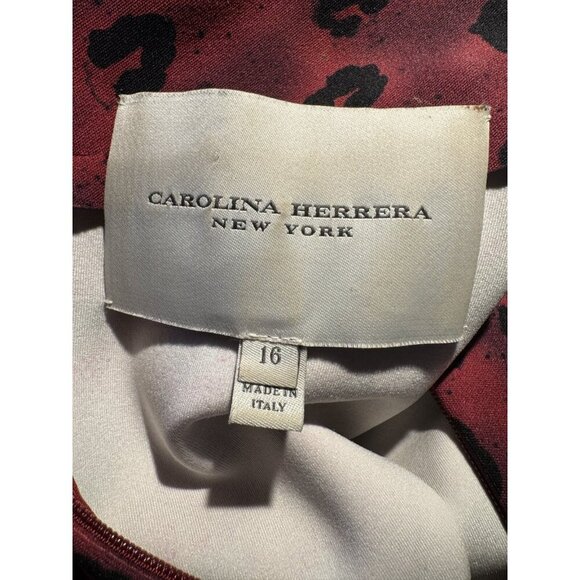 CAROLINA HERRERA
NEW YORK
16
MADE IN
ITALY